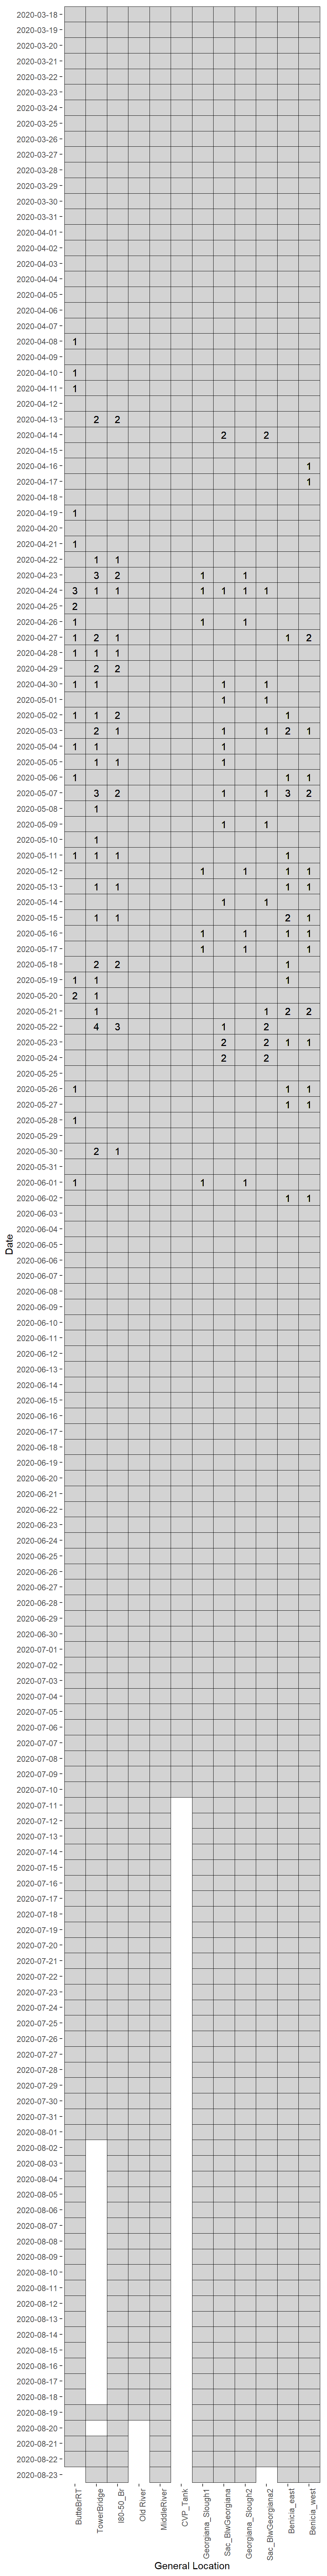 2020-03-18
2020-03-19
2020-03-20
2020-03-21
2020-03-22
2020-03-23
2020-03-24
2020-03-25
2020-03-26
2020-03-27
2020-03-28
2020-03-29
2020-03-30
2020-03-31
2020-04-01
2020-04-02
2020-04-03
2020-04-04
2020-04-05
2020-04-06
2020-04-07
2020-04-08 1
2020-04-09
2020-04-10 1
2020-04-11 1
2020-04-12
2020-04-13 2 2
2020-04-14 2 2
2020-04-15
2020-04-16 1
2020-04-17 1
2020-04-18
2020-04-19 1
2020-04-20
2020-04-21 1
2020-04-22 1 1
2020-04-23 3 2 1 1
2020-04-24 3 1 1 1 1 1 1
2020-04-25 2
2020-04-26 1 1 1
2020-04-27 1 2 1 1 2
2020-04-28 1 1 1
2020-04-29 2 2
2020-04-30 1 1 1 1
2020-05-01 1 1
2020-05-02 1 1 2 1
2020-05-03 2 1 1 1 2 1
2020-05-04 1 1 1
2020-05-05 1 1 1
2020-05-06 1 1 1
2020-05-07 3 2 1 1 3 2
2020-05-08 1
2020-05-09 1 1
2020-05-10 1
2020-05-11 1 1 1 1
2020-05-12 1 1 1 1
2020-05-13 1 1 1 1
2020-05-14 1 1
2020-05-15 1 1 2 1
2020-05-16 1 1 1 1
2020-05-17 1 1 1
2020-05-18 2 2 1
2020-05-19 1 1 1
2020-05-20 2 1
2020-05-21 1 1 2 2
2020-05-22 4 3 1 2
2020-05-23 2 2 1 1
2020-05-24 2 2
2020-05-25
2020-05-26 1 1 1
2020-05-27 1 1
2020-05-28 1
2020-05-29
2020-05-30 2 1
2020-05-31
2020-06-01 1 1 1
2020-06-02 1 1
2020-06-03
2020-06-04
2020-06-05
2020-06-06
2020-06-07
2020-06-08
2020-06-09
2020-06-10
2020-06-11
2020-06-12
2020-06-13
2020-06-14
2020-06-15
2020-06-16
2020-06-17
2020-06-18
2020-06-19
2020-06-20
2020-06-21
2020-06-22
2020-06-23
2020-06-24
2020-06-25
2020-06-26
2020-06-27
2020-06-28
2020-06-29
2020-06-30
2020-07-01
2020-07-02
2020-07-03
2020-07-04
2020-07-05
2020-07-06
2020-07-07
2020-07-08
2020-07-09
2020-07-10
2020-07-11
2020-07-12
2020-07-13
2020-07-14
2020-07-15
2020-07-16
2020-07-17
2020-07-18
2020-07-19
2020-07-20
2020-07-21
2020-07-22
2020-07-23
2020-07-24
2020-07-25
2020-07-26
2020-07-27
2020-07-28
2020-07-29
2020-07-30
2020-07-31
2020-08-01
2020-08-02
2020-08-03
2020-08-04
2020-08-05
2020-08-06
2020-08-07
2020-08-08
2020-08-09
2020-08-10
2020-08-11
2020-08-12
2020-08-13
2020-08-14
2020-08-15
2020-08-16
2020-08-17
2020-08-18
2020-08-19
2020-08-20
2020-08-21
2020-08-22
2020-08-23
Date
ButteBrRT
TowerBridge
I80-50_Br
Old River
MiddleRiver
CVP_Tank
Georgiana_Slough1
Sac_BlwGeorgiana
Georgiana_Slough2
Sac_BlwGeorgiana2
Benicia_east
Benicia_west
General Location